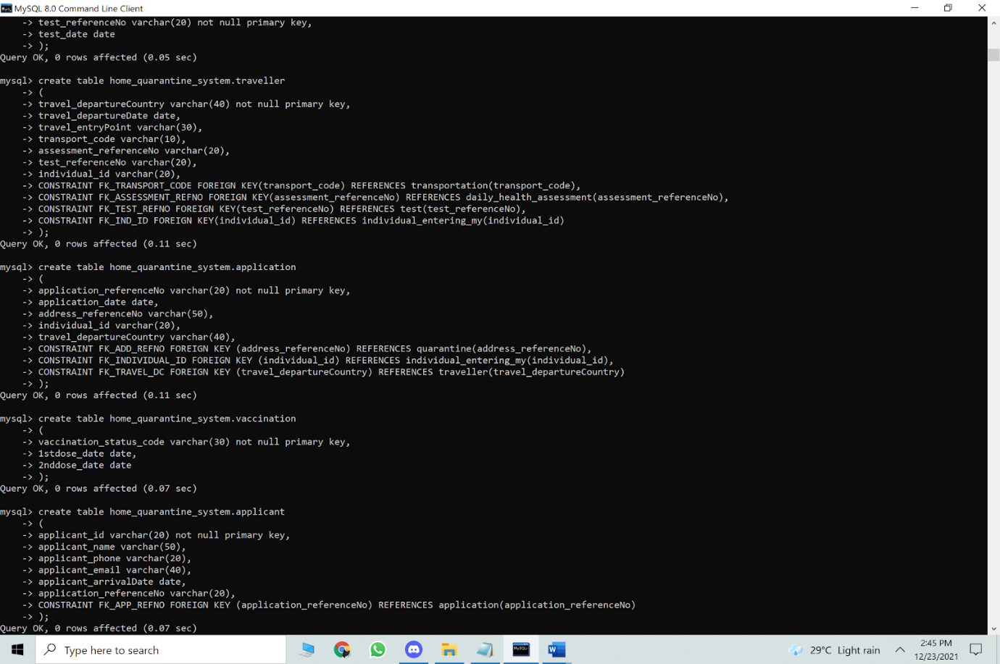 MySQL 8.0 Command Line Client
    -> test_referenceNo varchar(20) not null primary key,
    -> test_date date
    -> );
Query OK, 0 rows affected (0.05 sec)
mysql> create table home_quarantine_system.traveller
    -> (
    -> travel_departureCountry varchar(40) not null primary key,
    -> travel_departureDate date,
    -> travel_entryPoint varchar(30),
    -> transport_code varchar(10),
    -> assessment_referenceNo varchar(20),
    -> test_referenceNo varchar(20),
    -> individual_id varchar(20),
    -> CONSTRAINT FK_TRANSPORT_CODE FOREIGN KEY(transport_code) REFERENCES transportation(transport_code),
    -> CONSTRAINT FK_ASSESSMENT_REFNO FOREIGN KEY(assessment_referenceNo) REFERENCES daily_health_assessment(assessment_referenceNo),
    -> CONSTRAINT FK_TEST_REFNO FOREIGN KEY(test_referenceNo) REFERENCES test(test_referenceNo),
    -> CONSTRAINT FK_IND_ID FOREIGN KEY(individual_id) REFERENCES individual_entering_my(individual_id)
    -> );
Query OK, 0 rows affected (0.11 sec)
mysql> create table home_quarantine_system.application
    -> (
    -> application_referenceNo varchar(20) not null primary key,
    -> application_date date,
    -> address_referenceNo varchar(50),
    -> individual_id varchar(20),
    -> travel_departureCountry varchar(40),
    -> CONSTRAINT FK_ADD_REFNO FOREIGN KEY (address_referenceNo) REFERENCES quarantine(address_referenceNo),
    -> CONSTRAINT FK_INDIVIDUAL_ID FOREIGN KEY (individual_id) REFERENCES individual_entering_my(individual_id),
    -> CONSTRAINT FK_TRAVEL_DC FOREIGN KEY (travel_departureCountry) REFERENCES traveller(travel_departureCountry)
    -> );
Query OK, 0 rows affected (0.11 sec)
mysql> create table home_quarantine_system.vaccination
    -> (
    -> vaccination_status_code varchar(30) not null primary key,
    -> 1stdose_date date,
    -> 2nddose_date date
    -> );
Query OK, 0 rows affected (0.07 sec)
mysql> create table home_quarantine_system.applicant
    -> (
    -> applicant_id varchar(20) not null primary key,
    -> applicant_name varchar(50),
    -> applicant_phone varchar(20),
    -> applicant_email varchar(40),
    -> applicant_arrivalDate date,
    -> application_referenceNo varchar(20),
    -> CONSTRAINT FK_APP_REFNO FOREIGN KEY (application_referenceNo) REFERENCES application(application_referenceNo)
    -> );
Query OK, 0 rows affected (0.07 sec)
Type here to search
29°C Light rain
2:45 PM
12/23/2021